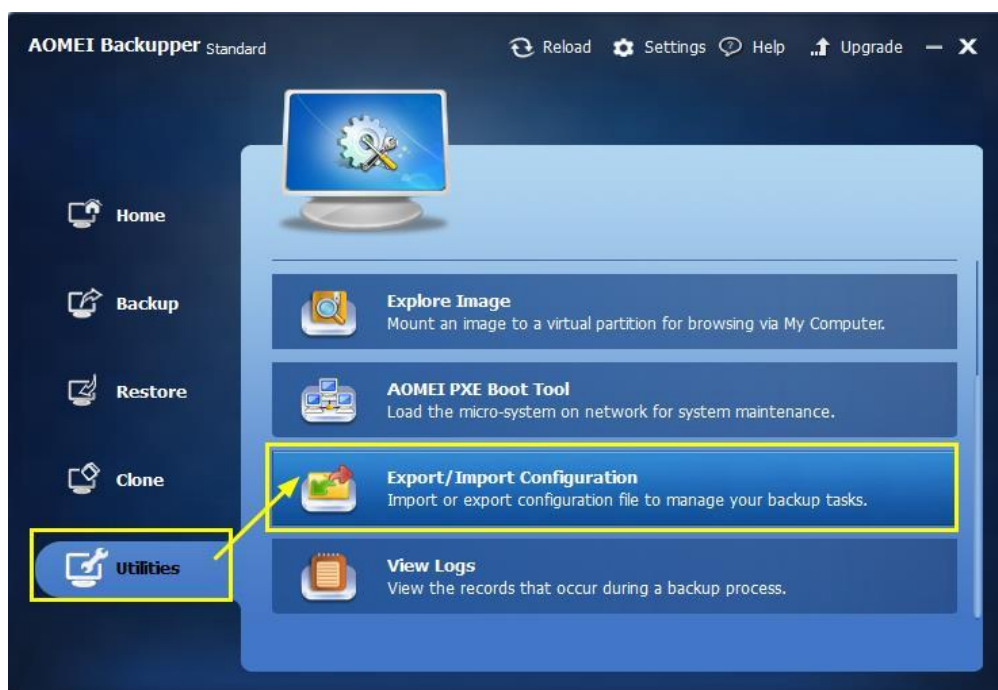 AOMEI Backupper Standard
Reload Settings Help Upgrade
Home
Backup
Restore
Clone
Utilities
Explore Image
Mount an image to a virtual partition for browsing via My Computer.
AOMEI PXE Boot Tool
Load the micro-system on network for system maintenance.
Export/Import Configuration
Import or export configuration file to manage your backup tasks.
View Logs
View the records that occur during a backup process.